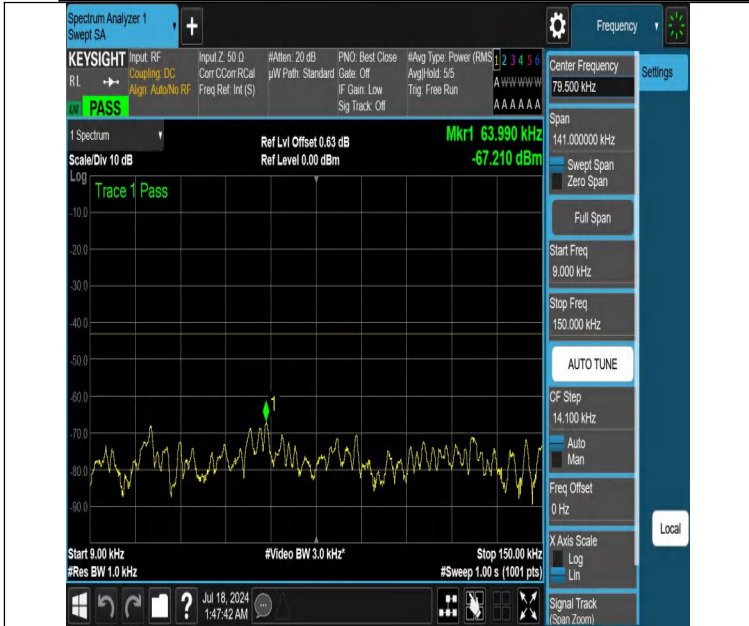 Spectrum Analyzer 1
Swept SA
Frequency
KEYSIGHT
RL
PASS
Input: RF
Coupling: DC
Align: Auto/No RF
Input Z: 50 Ω
Corr CCorr RCal
Freq Ref: Int (S)
#Atten: 20 dB
µW Path: Standard
PNO: Best Close
Gate: Off
IF Gain: Low
Sig Track: Off
#Avg Type: Power (RMS
Avg|Hold: 5/5
Trig: Free Run
1 2 3 4 5 6
A W W W W W
A A A A A A
1 Spectrum
Scale/Div 10 dB
Ref Lvl Offset 0.63 dB
Ref Level 0.00 dBm
Mkr1 63.990 kHz
-67.210 dBm
Log
Trace 1 Pass
-10.0
-20.0
-30.0
-40.0
-50.0
-60.0
-70.0
-80.0
-90.0
1
Start 9.00 kHz
#Res BW 1.0 kHz
#Video BW 3.0 kHz*
Stop 150.00 kHz
#Sweep 1.00 s (1001 pts)
Center Frequency
79.500 kHz
Settings
Span
141.000000 kHz
Swept Span
Zero Span
Full Span
Start Freq
9.000 kHz
Stop Freq
150.000 kHz
AUTO TUNE
CF Step
14.100 kHz
Auto
Man
Freq Offset
0 Hz
Local
X Axis Scale
Log
Lin
Signal Track
(Span Zoom)
?
Jul 18, 2024
1:47:42 AM